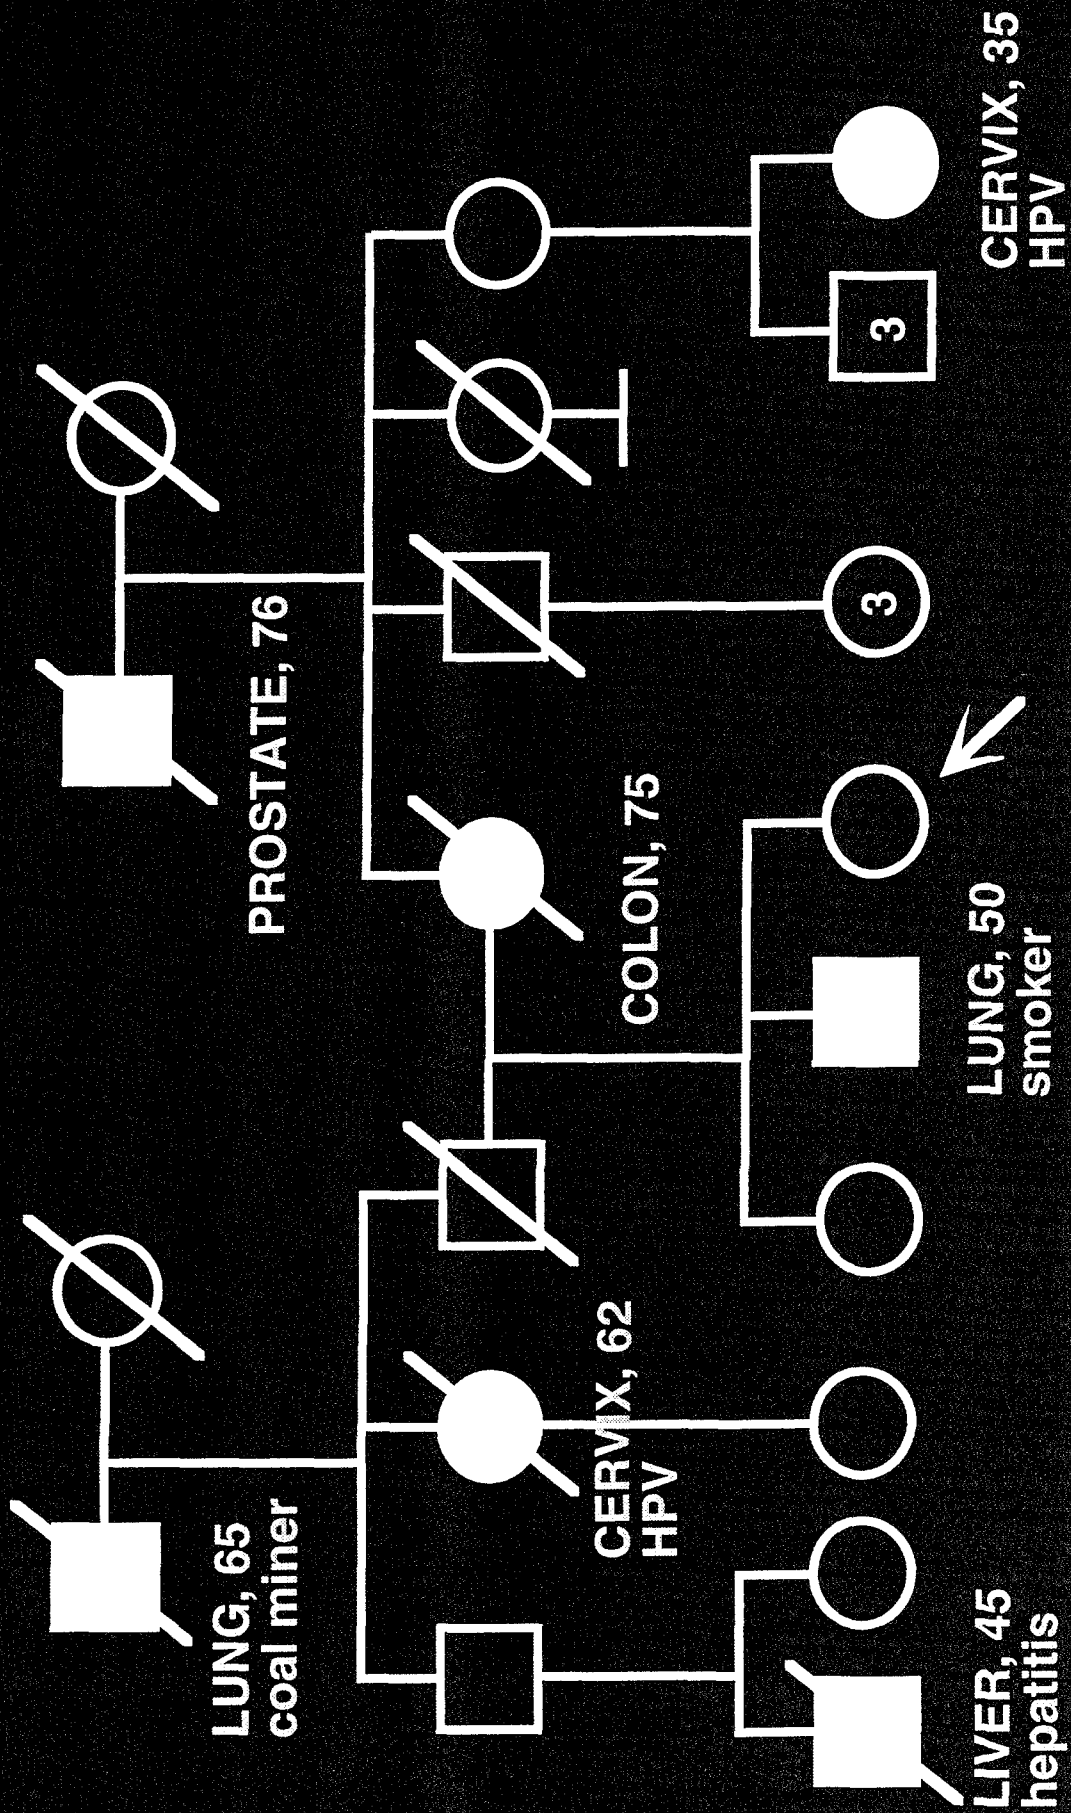 LUNG, 65
coal miner
PROSTATE, 76
CERVIX, 62
HPV
COLON, 75
3
3
LIVER, 45
hepatitis
LUNG, 50
smoker
CERVIX, 35
HPV